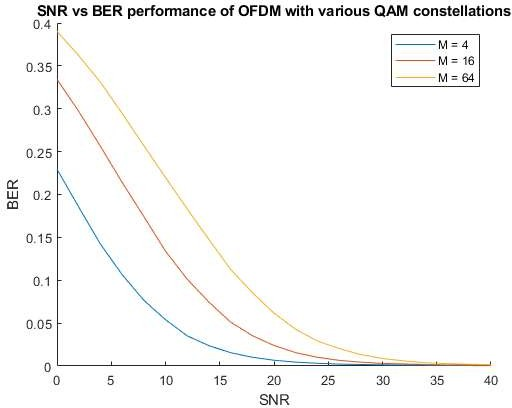 SNR vs BER performance of OFDM with various QAM constellations
0.4
0.35
0.3
0.25
0.2
0.15
0.1
0.05
0
BER
M = 4
M = 16
M = 64
0 5 10 15 20 25 30 35 40
SNR